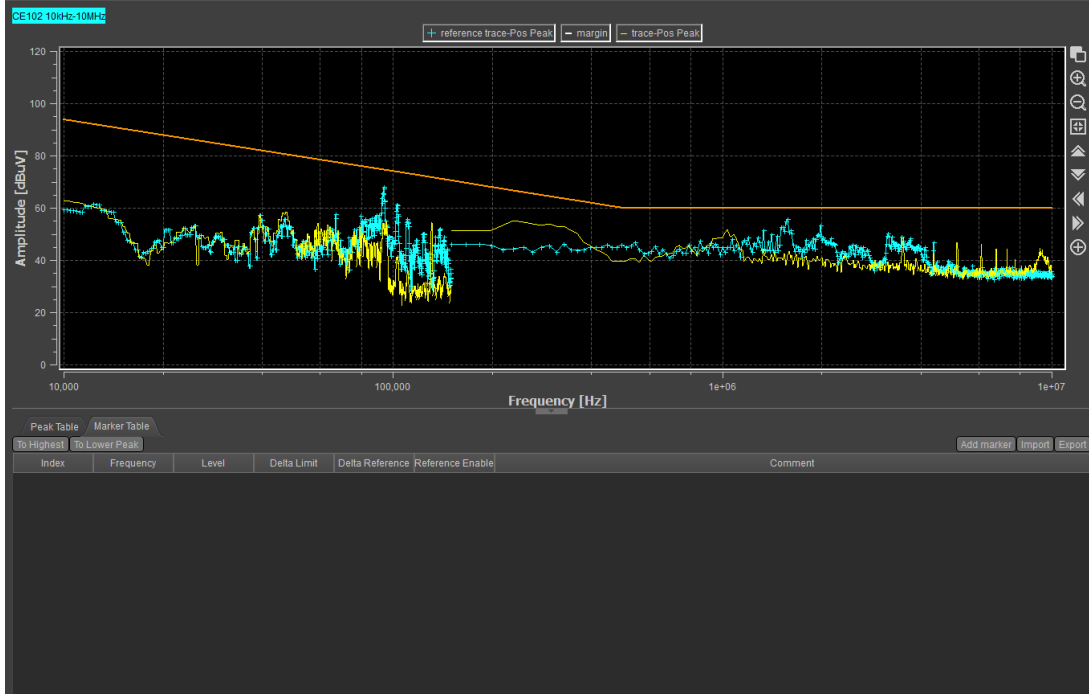 CE102 10kHz-10MHz
reference trace-Pos Peak margin trace-Pos Peak
120
100
80
60
40
20
0
Amplitude [dBuV]
10,000 100,000 1e+06 1e+07
Frequency [Hz]
Peak Table Marker Table
To Highest To Lower Peak Add marker Import Export
Index Frequency Level Delta Limit Delta Reference Reference Enable Comment